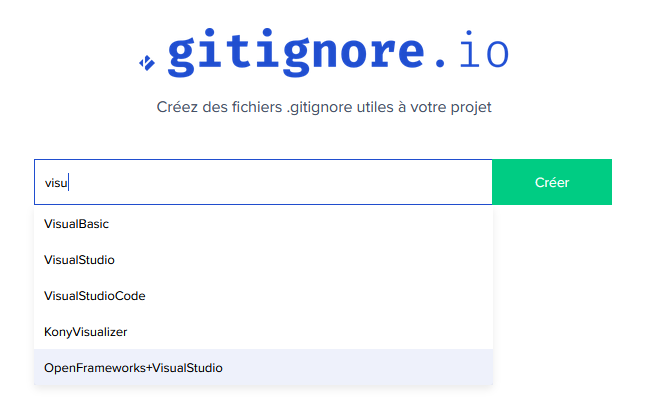 gitignore.io
Créez des fichiers .gitignore utiles à votre projet
visu
Créer
VisualBasic
VisualStudio
VisualStudioCode
KonyVisualizer
OpenFrameworks+VisualStudio